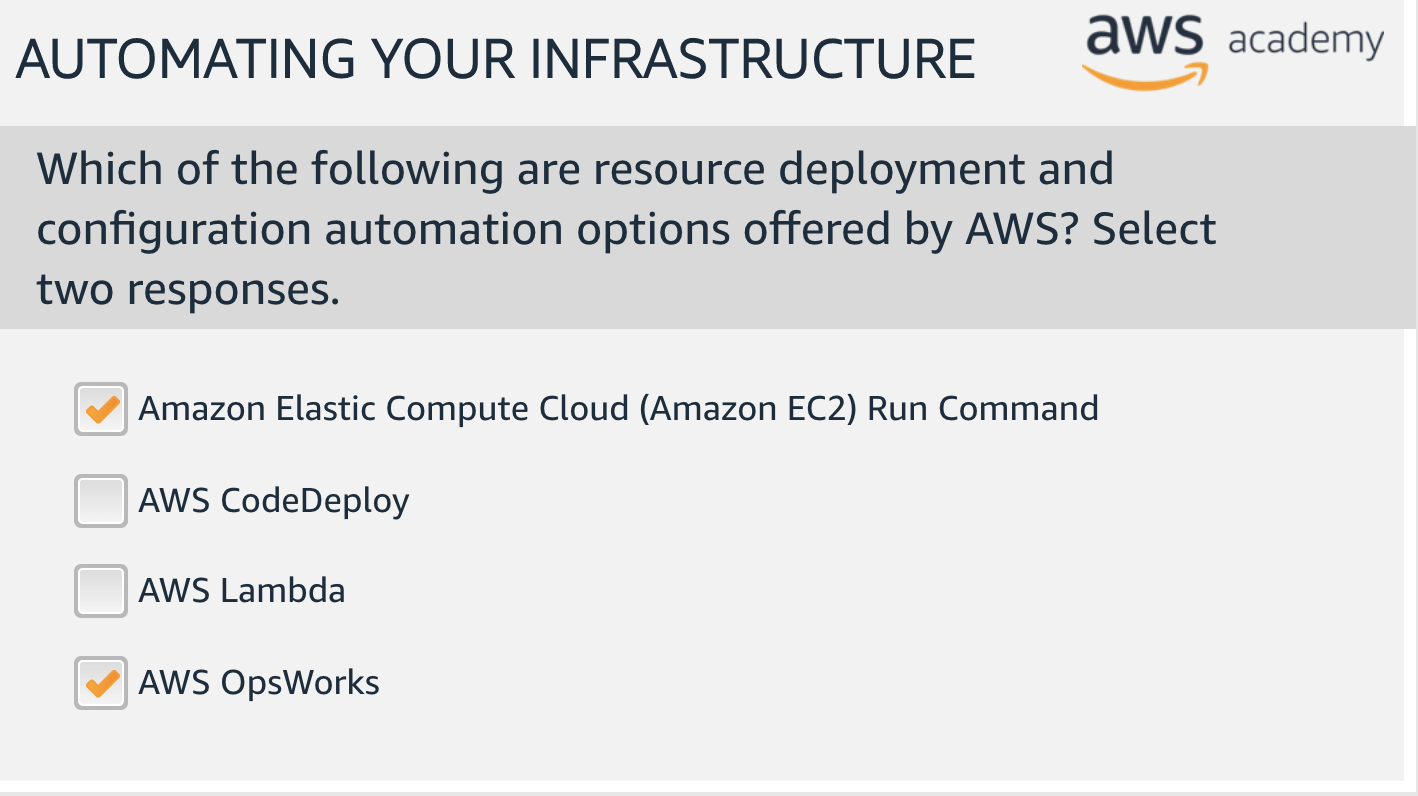 AUTOMATING YOUR INFRASTRUCTURE
aws academy
Which of the following are resource deployment and
configuration automation options offered by AWS? Select
two responses.
Amazon Elastic Compute Cloud (Amazon EC2) Run Command
AWS CodeDeploy
AWS Lambda
AWS OpsWorks